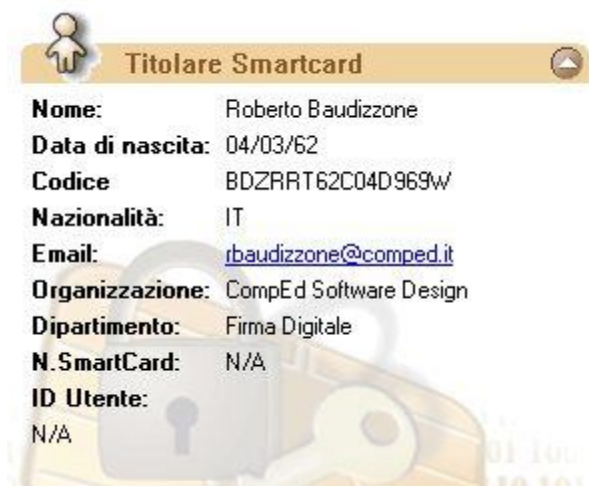 Titolare Smartcard
Nome: Roberto Baudizzone
Data di nascita: 04/03/62
Codice BDZRRT62C04D969W
Nazionalità: IT
Email: rbaudizzone@comped.it
Organizzazione: CompEd Software Design
Dipartimento: Firma Digitale
N.SmartCard: N/A
ID Utente:
N/A